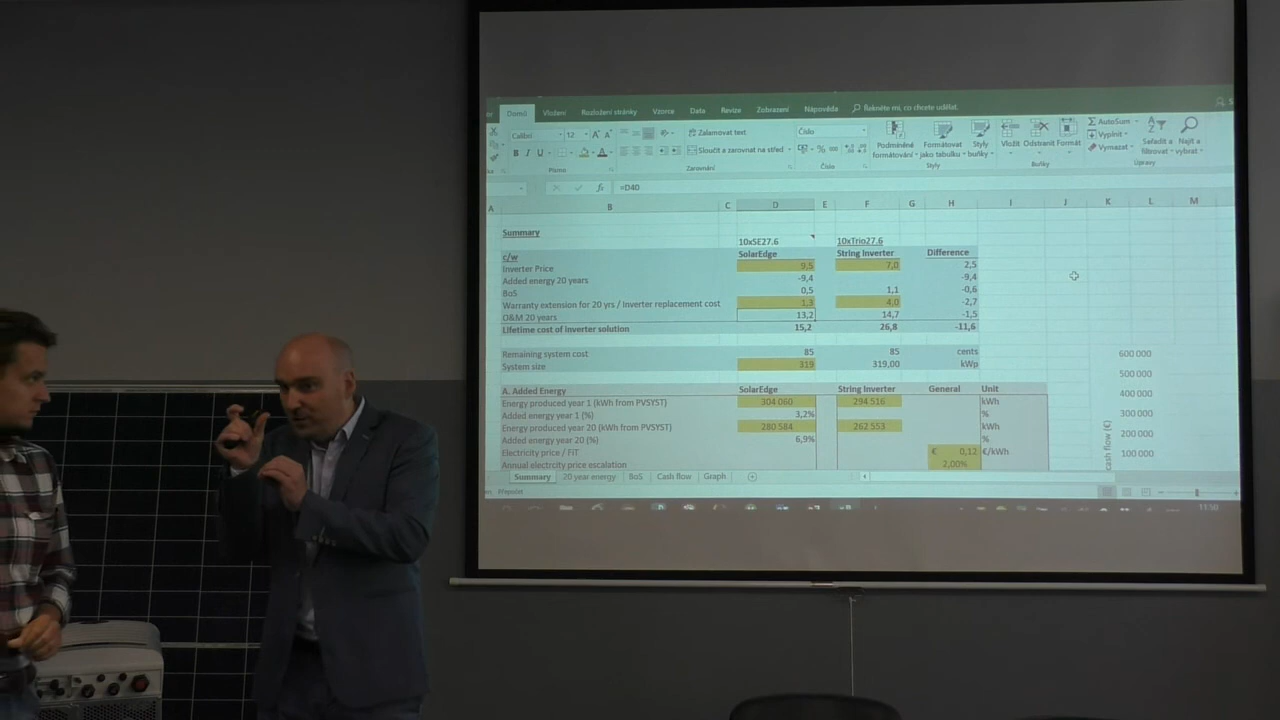 Domů Vložení Rozložení stránky Vzorce Data Revize Zobrazení Nápověda Řekněte mi, co chcete udělat.
Calibri 12 A A Zalamovat text Číslo AutoSum
B I U Sloučit a zarovnat na střed % 000 Podmíněné formátování Formátovat jako tabulku Styly buňky Vložit Odstranit Formát Vyplnit Vymazat Seřadit a filtrovat Najít a vybrat
Písmo Zarovnání Číslo Styly Buňky Úpravy
fx =D40
A B C D E F G H I J K L M
Summary
10xSE27.6 10xTrio27.6
c/w SolarEdge String Inverter Difference
Inverter Price 9,5 7,0 2,5
Added energy 20 years -9,4 -9,4
BoS 0,5 1,1 -0,6
Warranty extension for 20 yrs / Inverter replacement cost 1,3 4,0 -2,7
O&M 20 years 13,2 14,7 -1,5
Lifetime cost of inverter solution 15,2 26,8 -11,6
Remaining system cost 85 85 cents
System size 319 319,00 kWp
A. Added Energy SolarEdge String Inverter General Unit
Energy produced year 1 (kWh from PVSYST) 304 060 294 516 kWh
Added energy year 1 (%) 3,2% %
Energy produced year 20 (kWh from PVSYST) 280 584 262 553 kWh
Added energy year 20 (%) 6,9% %
Electricity price / FiT € 0,12 €/kWh
Annual electrcity price escalation 2,00%
600 000
500 000
400 000
300 000
200 000
100 000
cash flow (€)
Summary 20 year energy BoS Cash flow Graph
11:50